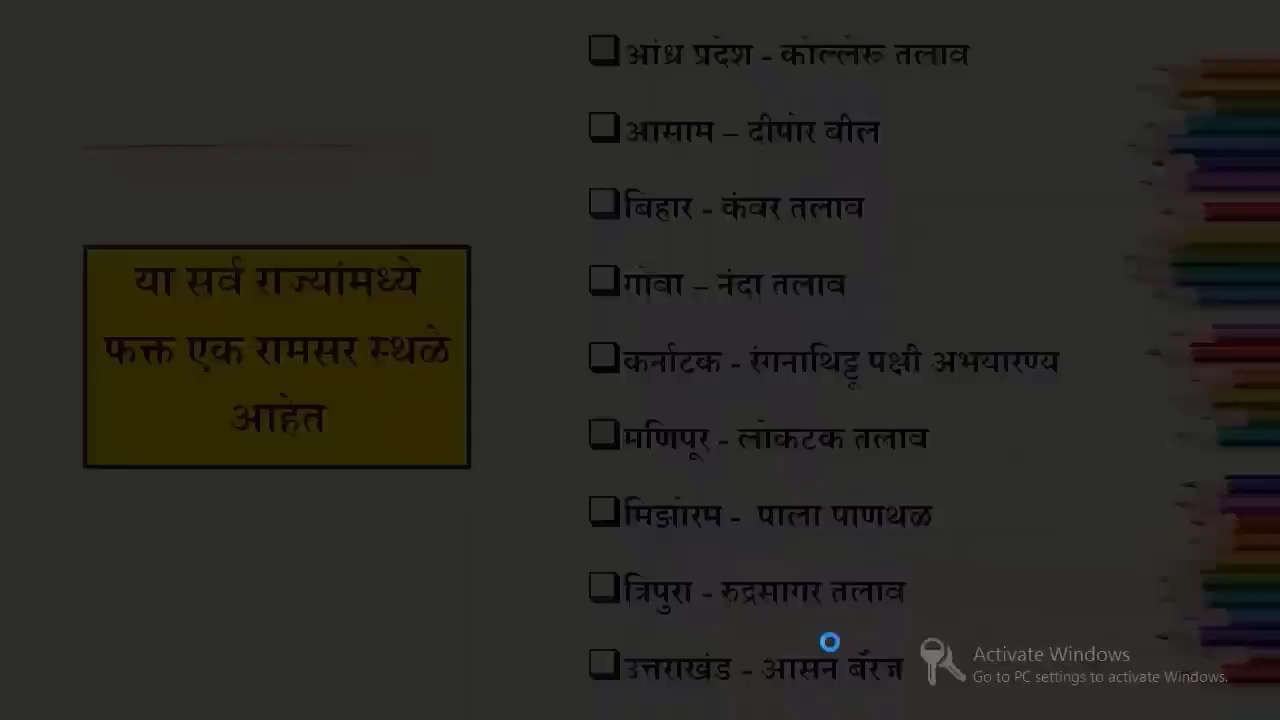 या सर्व राज्यांमध्ये
फक्त एक रामसर स्थळे
आहेत
आंध्र प्रदेश - कोल्लेरू तलाव
आसाम – दीपोर बील
बिहार - कंवर तलाव
गोवा – नंदा तलाव
कर्नाटक - रंगनाथिट्टू पक्षी अभयारण्य
मणिपूर - लोकटक तलाव
मिझोरम - पाला पाणथळ
त्रिपुरा - रुद्रसागर तलाव
उत्तराखंड - आसन बॅरेज
Activate Windows
Go to PC settings to activate Windows.